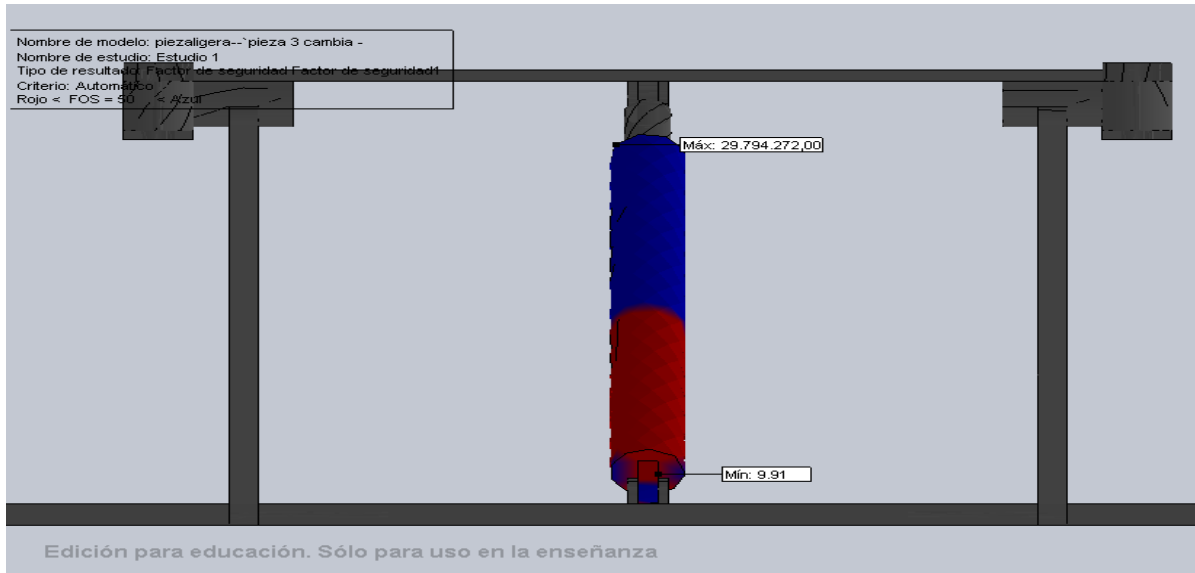 Nombre de modelo: piezaligera--`pieza 3 cambia -
Nombre de estudio: Estudio 1
Tipo de resultado: Factor de seguridad Factor de seguridad1
Criterio: Automático
Rojo < FOS = 50 < Azul
Máx: 29.794.272,00
Mín: 9.91
Edición para educación. Sólo para uso en la enseñanza